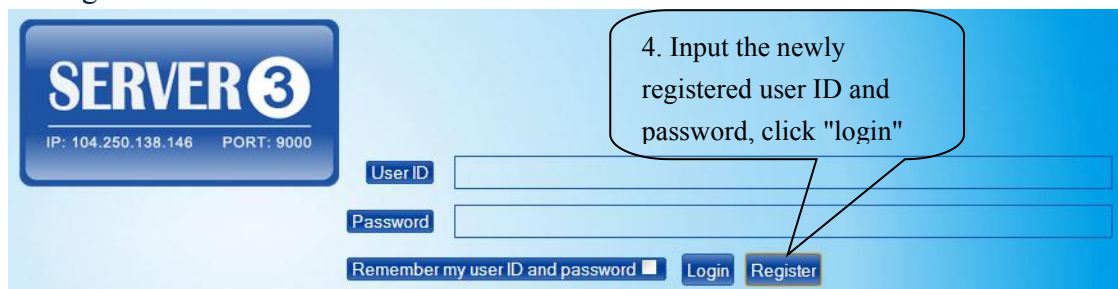 SERVER 3
IP: 104.250.138.146 PORT: 9000
4. Input the newly
registered user ID and
password, click "login"
User ID
Password
Remember my user ID and password
Login Register